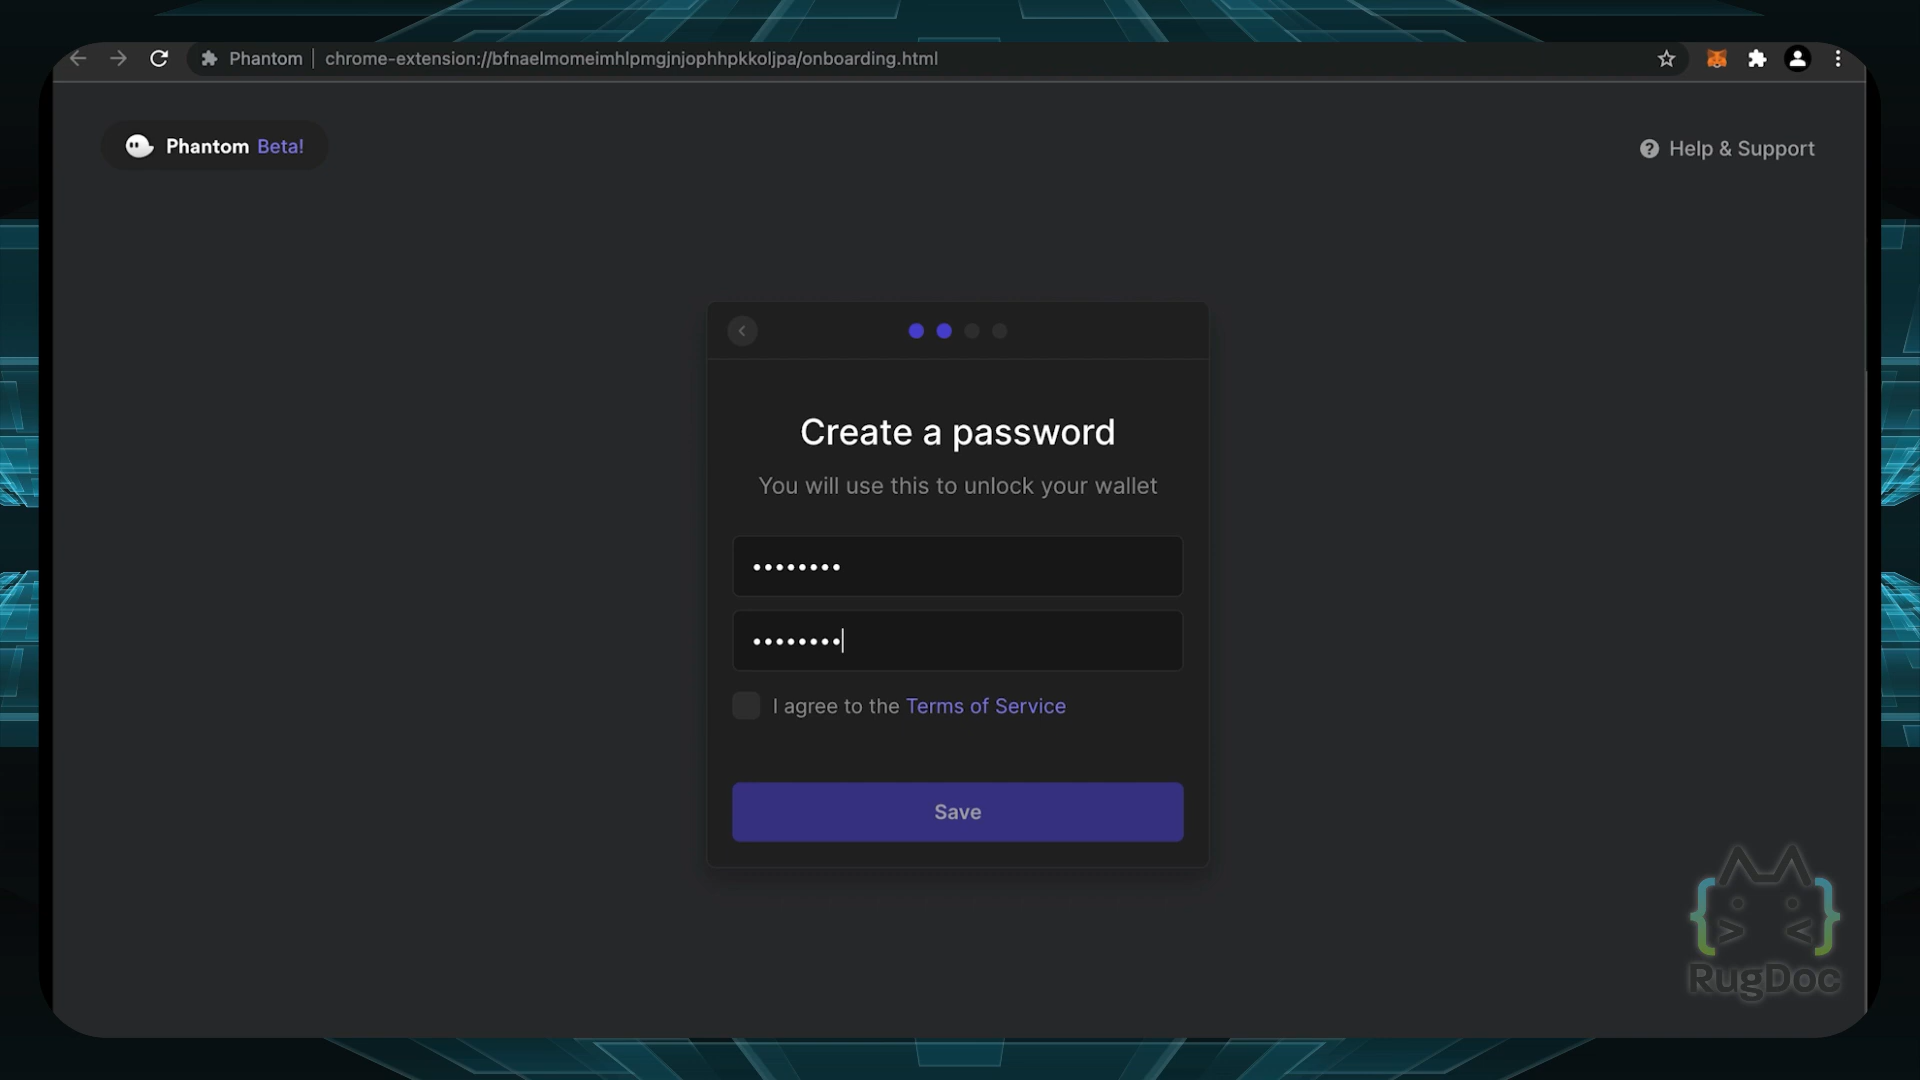 Phantom | chrome-extension://bfnaelmomeimhlpmgjnjophhpkkoljpa/onboarding.html
Phantom Beta!
Help & Support
Create a password
You will use this to unlock your wallet
••••••••
••••••••
I agree to the Terms of Service
Save
RugDoc